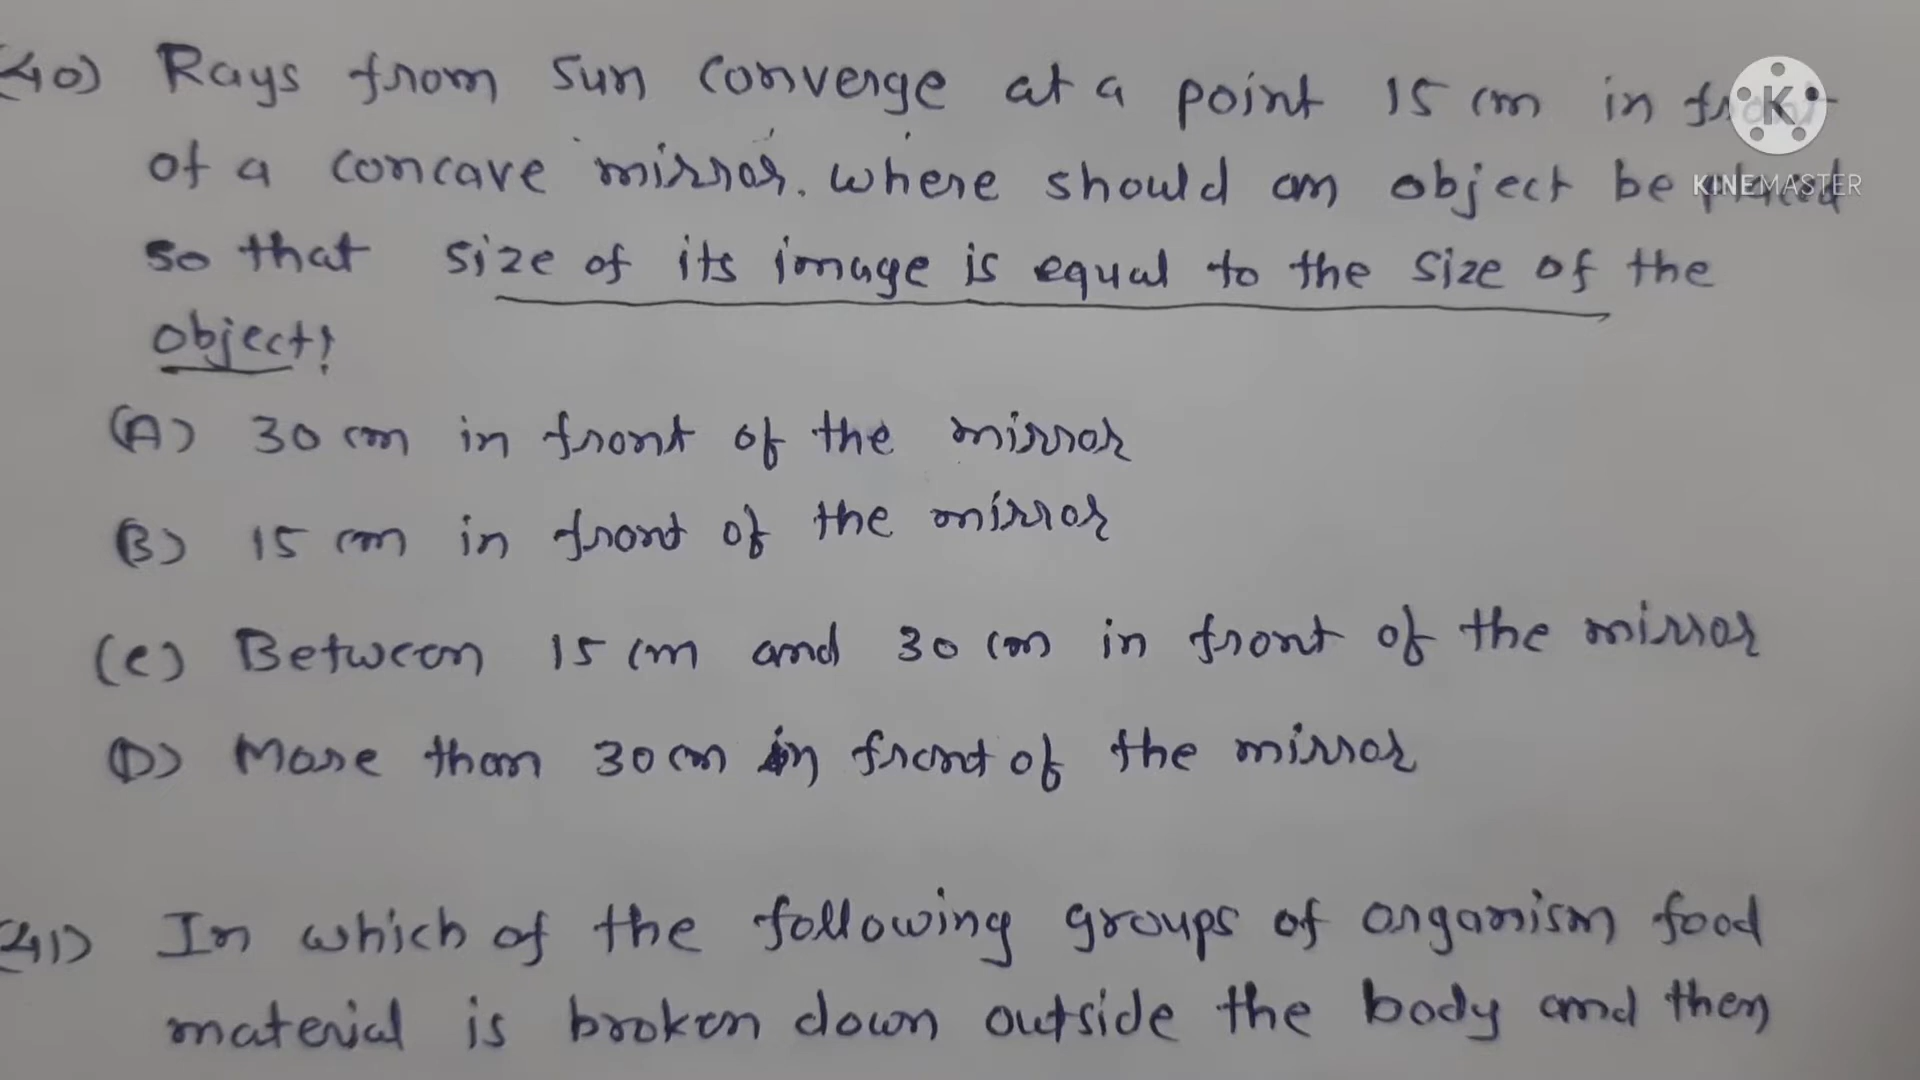 40) Rays from Sun converge at a point 15 cm in front
of a concave mirror. where should an object be placed
so that size of its image is equal to the size of the
object?
(A) 30 cm in front of the mirror
(B) 15 cm in front of the mirror
(c) Between 15 cm and 30 cm in front of the mirror
(D) More than 30 cm in front of the mirror
41) In which of the following groups of organism food
material is broken down outside the body and then
K
KINEMASTER